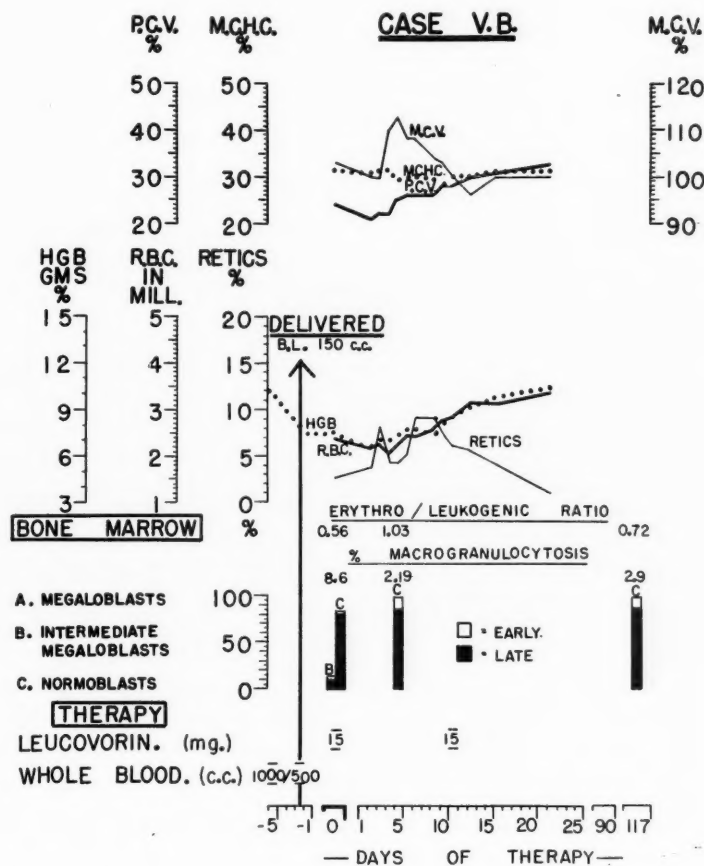 P.C.V. % M.C.H.C. % CASE V.B. M.C.V. %
50 50 120
40 40 110
30 30 100
20 20 90
M.C.V.
M.C.H.C.
P.C.V.
HGB GMS % R.B.C. IN MILL. RETICS %
15 5 20
12 4 15
9 3 10
6 2 5
3 1 0
DELIVERED
B.L. 150 c.c.
HGB
R.B.C.
RETICS
ERYTHRO / LEUKOGENIC RATIO
0.56 1.03 0.72
BONE MARROW %
% MACROGRANULOCYTOSIS
8.6 2.19 2.9
C C C
B
A. MEGALOBLASTS
B. INTERMEDIATE MEGALOBLASTS
C. NORMOBLASTS
100
50
0
□ = EARLY.
■ = LATE
THERAPY
LEUCOVORIN. (mg.) 15 15
WHOLE BLOOD. (c.c.) 1000/500
-5 -1 0 1 5 10 15 20 25 90 117
— DAYS OF THERAPY —